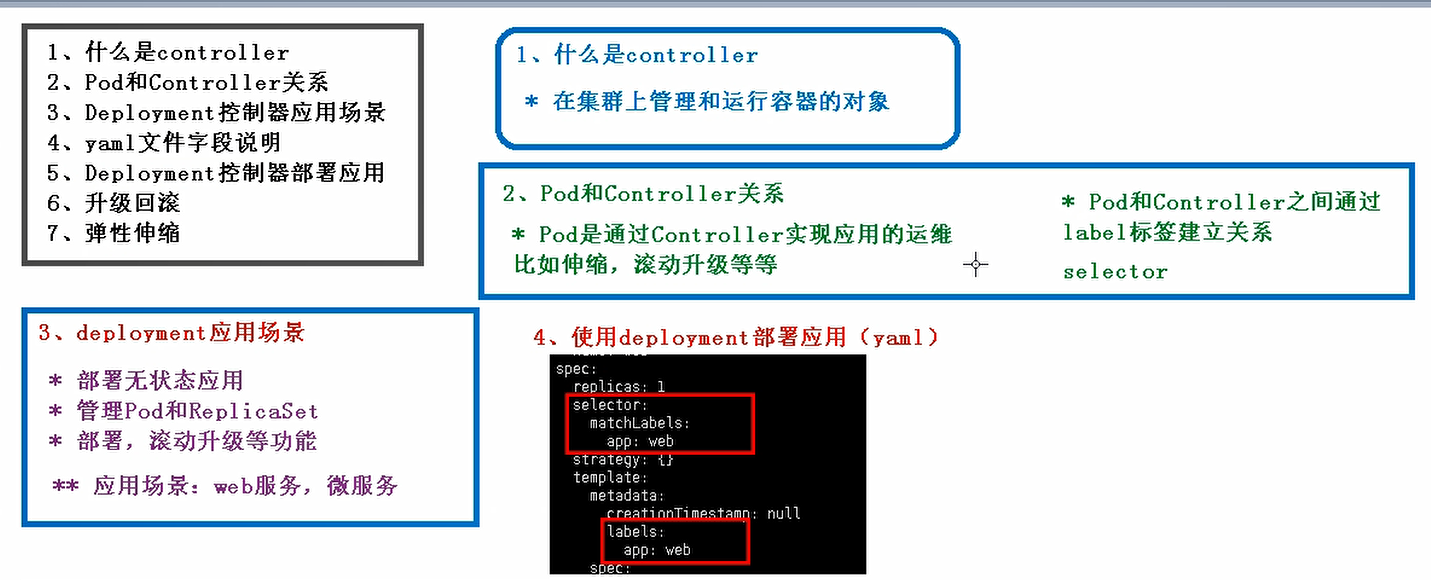 1、什么是controller
2、Pod和Controller关系
3、Deployment控制器应用场景
4、yaml文件字段说明
5、Deployment控制器部署应用
6、升级回滚
7、弹性伸缩
1、什么是controller
* 在集群上管理和运行容器的对象
2、Pod和Controller关系
* Pod是通过Controller实现应用的运维
比如伸缩，滚动升级等等
* Pod和Controller之间通过
label标签建立关系
selector
3、deployment应用场景
* 部署无状态应用
* 管理Pod和ReplicaSet
* 部署，滚动升级等功能
** 应用场景：web服务，微服务
4、使用deployment部署应用（yaml）
spec:
replicas: 1
selector:
matchLabels:
app: web
strategy: {}
template:
metadata:
creationTimestamp: null
labels:
app: web
spec: